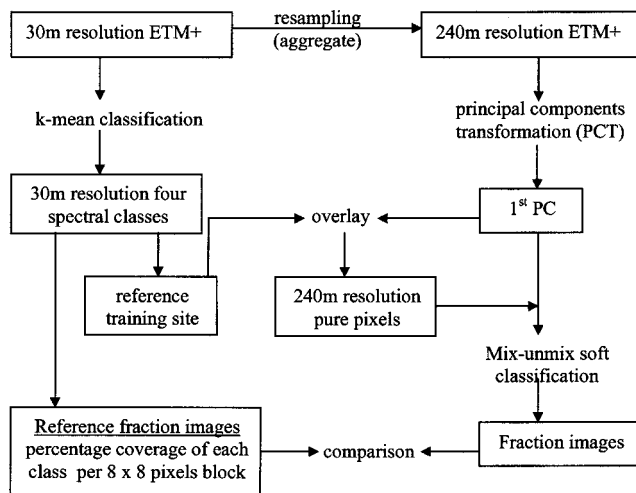 30m resolution ETM+
resampling
(aggregate)
240m resolution ETM+
k-mean classification
principal components
transformation (PCT)
30m resolution four
spectral classes
overlay
1st PC
reference
training site
240m resolution
pure pixels
Mix-unmix soft
classification
Reference fraction images
percentage coverage of each
class per 8 x 8 pixels block
comparison
Fraction images